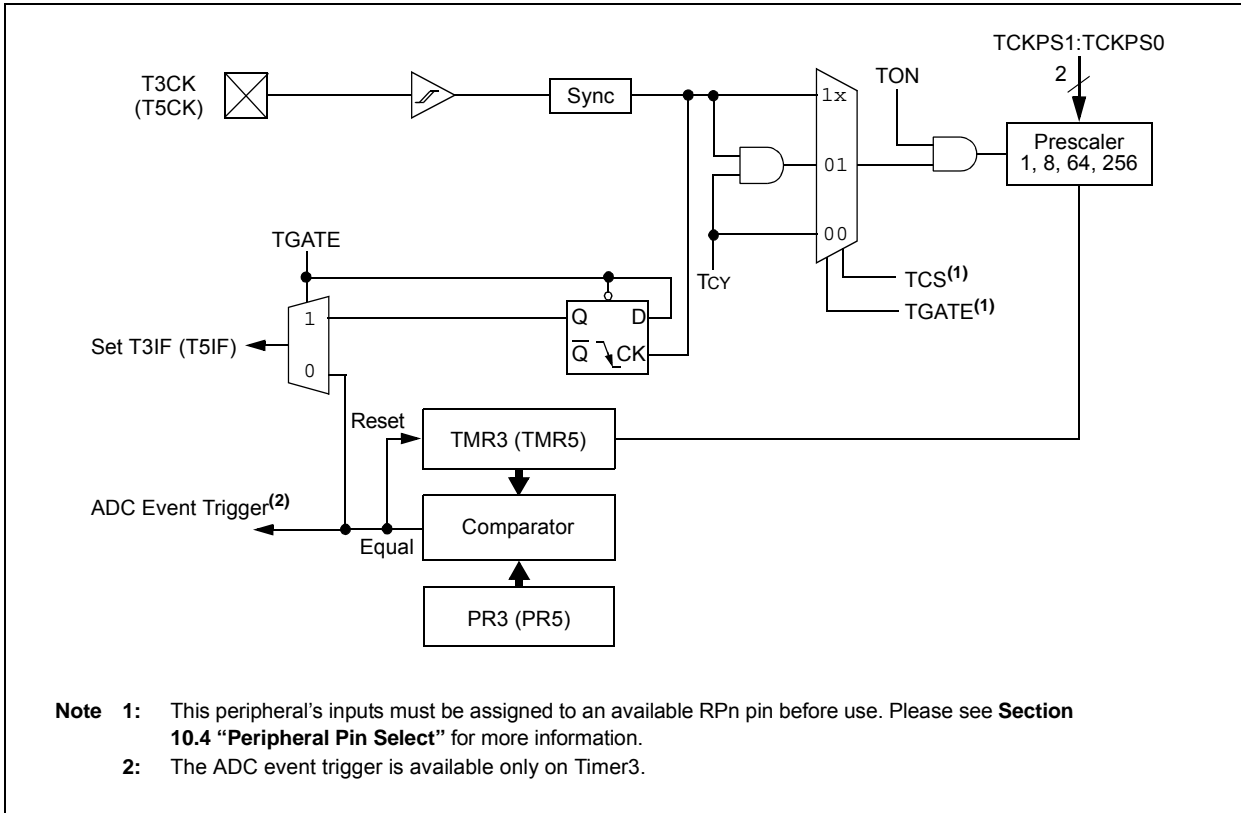 TCKPS1:TCKPS0
2
TON
T3CK
(T5CK)
Sync
1x
Prescaler
1, 8, 64, 256
01
00
TCY
TCS(1)
TGATE(1)
TGATE
1
Q D
Q CK
Set T3IF (T5IF)
0
Reset
TMR3 (TMR5)
ADC Event Trigger(2)
Comparator
Equal
PR3 (PR5)
Note 1: This peripheral’s inputs must be assigned to an available RPn pin before use. Please see Section
10.4 “Peripheral Pin Select” for more information.
2: The ADC event trigger is available only on Timer3.